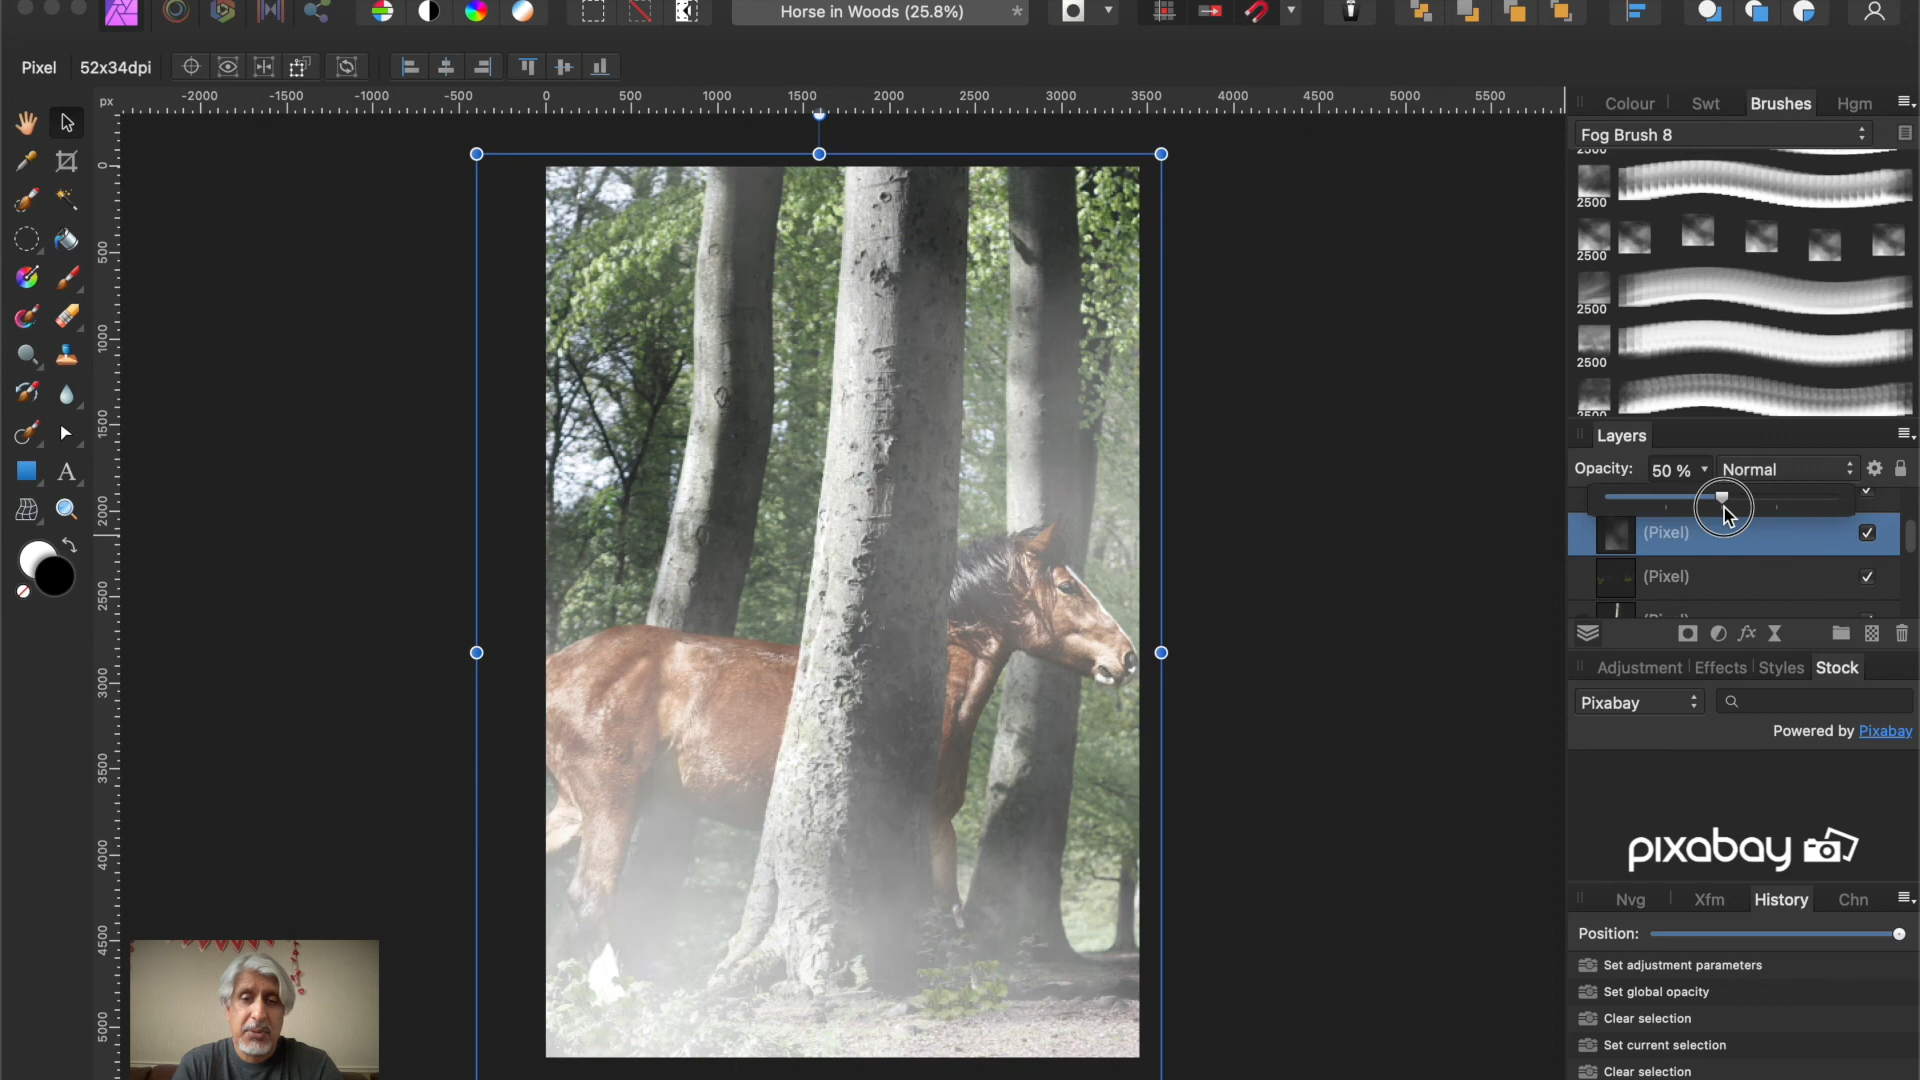 Horse in Woods (25.8%)
*
Pixel
52x34dpi
px
-2000 -1500 -1000 -500 0 500 1000 1500 2000 2500 3000 3500 4000 4500 5000 5500
0
500
1000
1500
2000
2500
3000
3500
4000
4500
5000
A
Colour
Swt
Brushes
Hgm
Fog Brush 8
2500
2500
2500
2500
2500
2500
Layers
Opacity:
50 %
Normal
(Pixel)
(Pixel)
fx
Adjustment
Effects
Styles
Stock
Pixabay
Powered by Pixabay
pixabay
Nvg
Xfm
History
Chn
Position:
Set adjustment parameters
Set global opacity
Clear selection
Set current selection
Clear selection